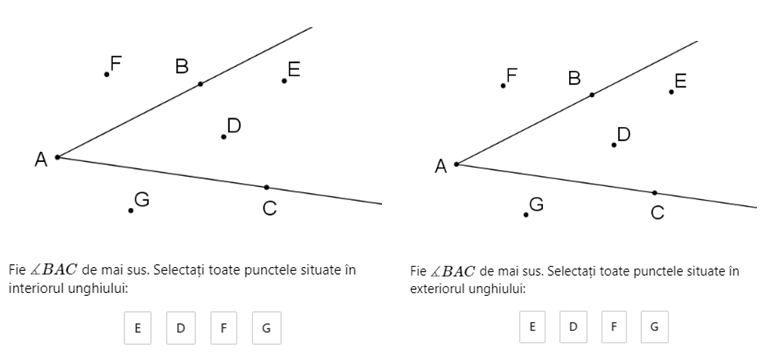 F
B
E
D
A
G
C
Fie ∡BAC de mai sus. Selectați toate punctele situate în
interiorul unghiului:
E D F G
F
B
E
D
A
G
C
Fie ∡BAC de mai sus. Selectați toate punctele situate în
exteriorul unghiului:
E D F G